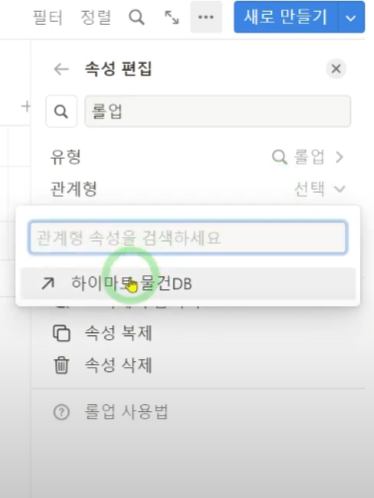 필터 정렬 새로 만들기
속성 편집
롤업
유형 롤업
관계형 선택
관계형 속성을 검색하세요
하이마트 물건DB
속성 복제
속성 삭제
롤업 사용법